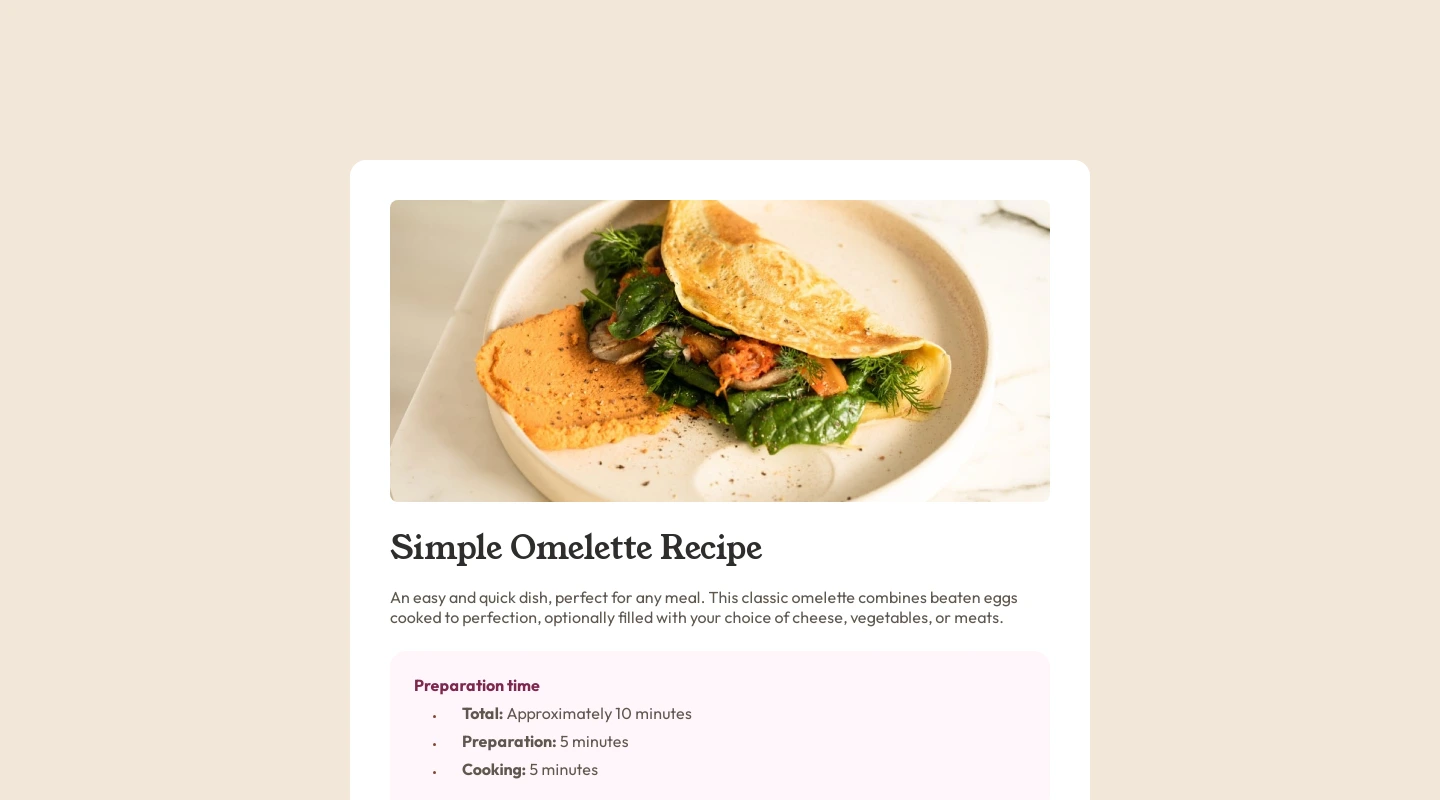 Simple Omelette Recipe
An easy and quick dish, perfect for any meal. This classic omelette combines beaten eggs
cooked to perfection, optionally filled with your choice of cheese, vegetables, or meats.
Preparation time
• Total: Approximately 10 minutes
• Preparation: 5 minutes
• Cooking: 5 minutes